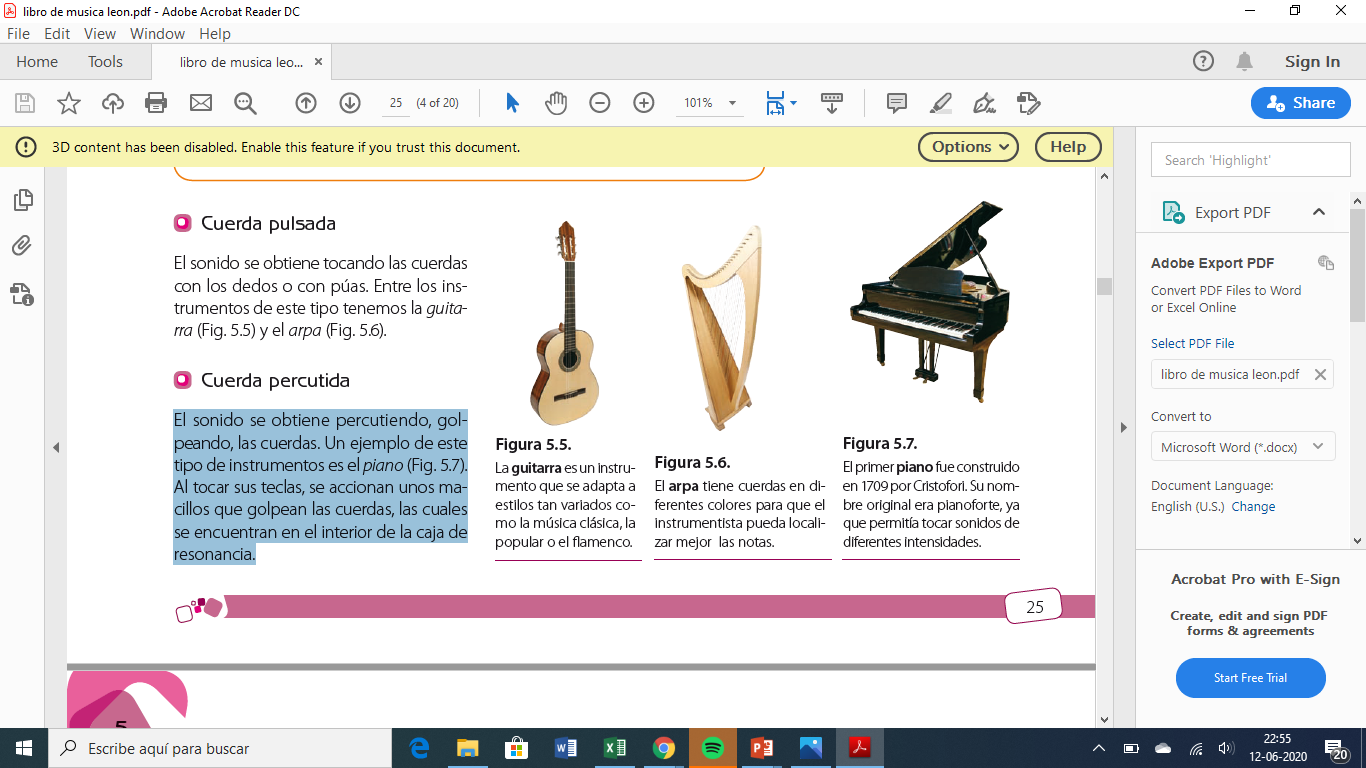 libro de musica leon.pdf - Adobe Acrobat Reader DC
File Edit View Window Help
Home Tools libro de musica leo... ×
Sign In
25 (4 of 20) 101%
Share
3D content has been disabled. Enable this feature if you trust this document.
Options Help
Cuerda pulsada
El sonido se obtiene tocando las cuerdas
con los dedos o con púas. Entre los ins-
trumentos de este tipo tenemos la guita-
rra (Fig. 5.5) y el arpa (Fig. 5.6).
Cuerda percutida
El sonido se obtiene percutiendo, gol-
peando, las cuerdas. Un ejemplo de este
tipo de instrumentos es el piano (Fig. 5.7).
Al tocar sus teclas, se accionan unos ma-
cillos que golpean las cuerdas, las cuales
se encuentran en el interior de la caja de
resonancia.
Figura 5.5.
La guitarra es un instru-
mento que se adapta a
estilos tan variados co-
mo la música clásica, la
popular o el flamenco.
Figura 5.6.
El arpa tiene cuerdas en di-
ferentes colores para que el
instrumentista pueda locali-
zar mejor las notas.
Figura 5.7.
El primer piano fue construido
en 1709 por Cristofori. Su nom-
bre original era pianoforte, ya
que permitía tocar sonidos de
diferentes intensidades.
25
5
Search 'Highlight'
Export PDF
Adobe Export PDF
Convert PDF Files to Word
or Excel Online
Select PDF File
libro de musica leon.pdf
Convert to
Microsoft Word (*.docx)
Document Language:
English (U.S.) Change
Acrobat Pro with E-Sign
Create, edit and sign PDF
forms & agreements
Start Free Trial
Escribe aquí para buscar
22:55
12-06-2020
20